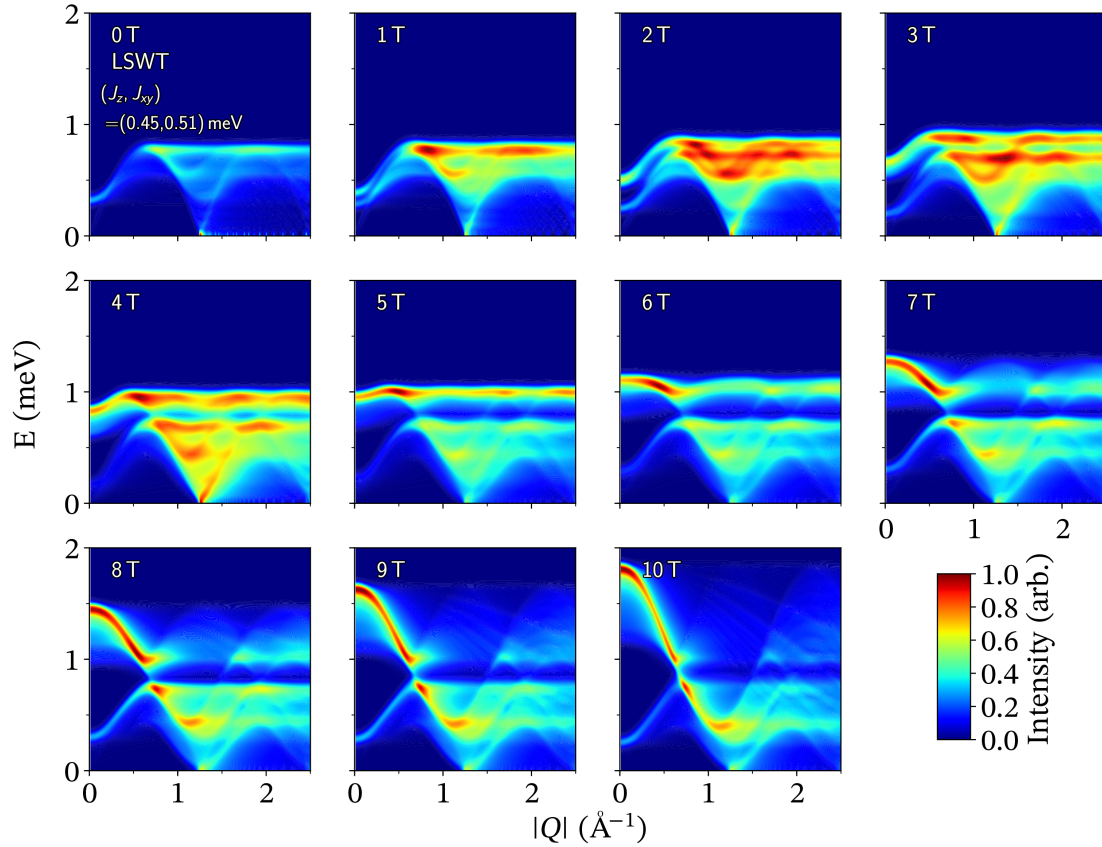 2
1
0
0 T
LSWT
(J_z, J_xy)
=(0.45,0.51) meV
1 T
2 T
3 T
2
1
0
4 T
5 T
6 T
7 T
0
1
2
E (meV)
2
1
0
8 T
9 T
10 T
0
1
2
0
1
2
0
1
2
|Q| (Å⁻¹)
1.0
0.8
0.6
0.4
0.2
0.0
Intensity (arb.)